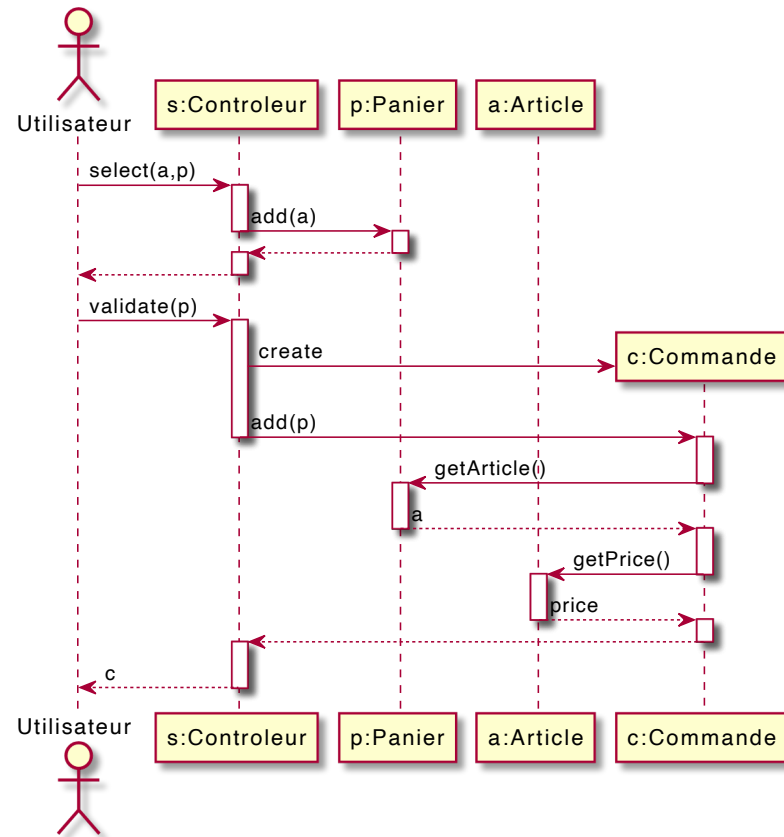 Utilisateur
s:Controleur
p:Panier
a:Article
select(a,p)
add(a)
validate(p)
create
c:Commande
add(p)
getArticle()
a
getPrice()
price
c
Utilisateur
s:Controleur
p:Panier
a:Article
c:Commande